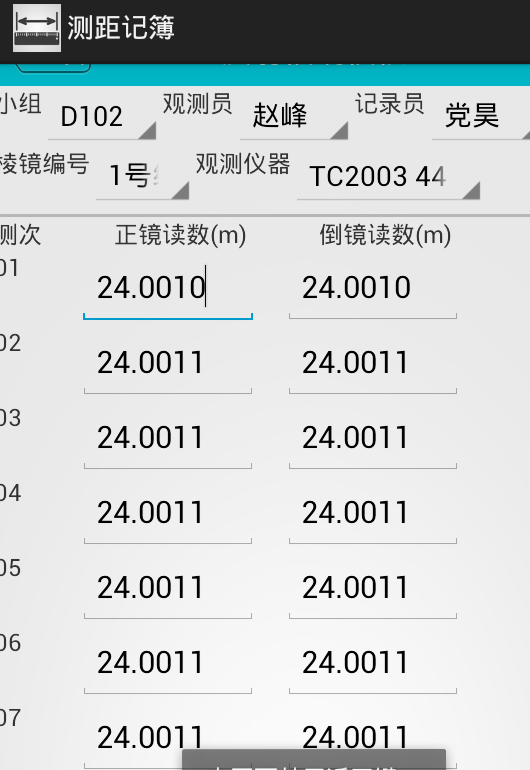 测距记簿
小组 D102 观测员 赵峰 记录员 党昊
棱镜编号 1号 观测仪器 TC2003 44
测次 正镜读数(m) 倒镜读数(m)
01 24.0010 24.0010
02 24.0011 24.0011
03 24.0011 24.0011
04 24.0011 24.0011
05 24.0011 24.0011
06 24.0011 24.0011
07 24.0011 24.0011